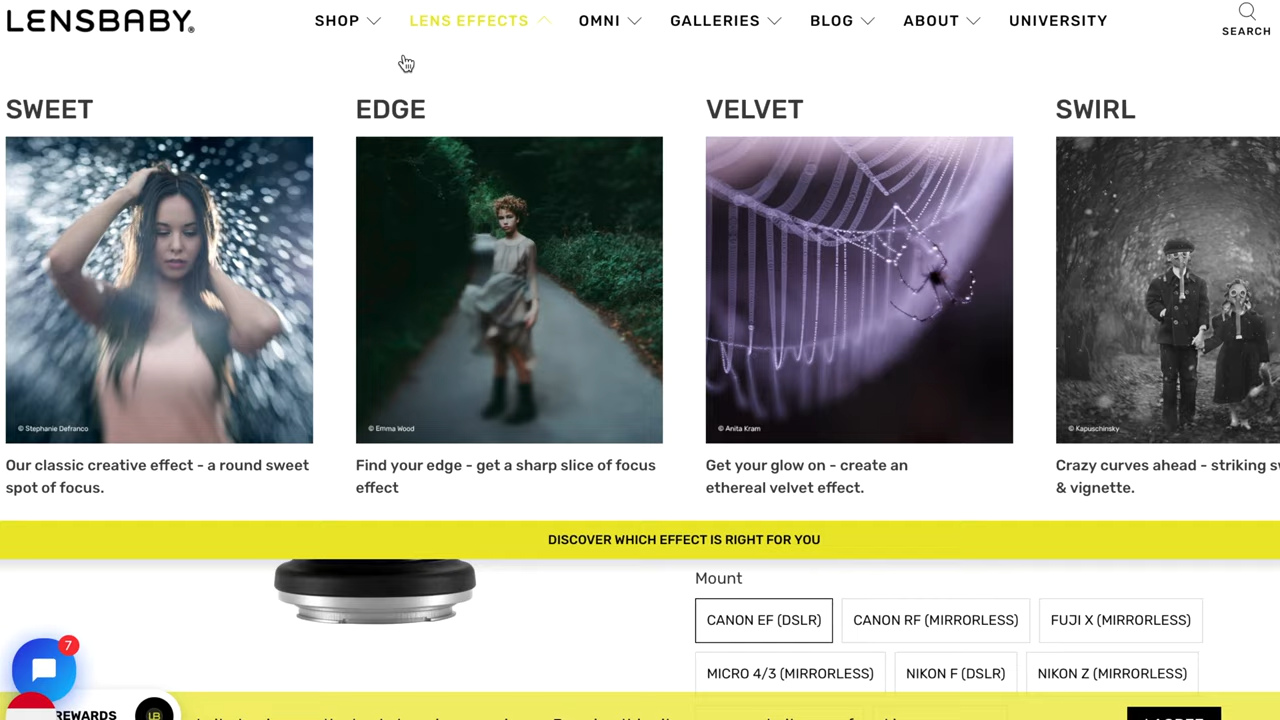 LENSBABY®
SHOP
LENS EFFECTS
OMNI
GALLERIES
BLOG
ABOUT
UNIVERSITY
SEARCH
SWEET
EDGE
VELVET
SWIRL
© Stephanie Defranco
© Emma Wood
© Anita Kram
© Kapuschinsky
Our classic creative effect - a round sweet
spot of focus.
Find your edge - get a sharp slice of focus
effect
Get your glow on - create an
ethereal velvet effect.
Crazy curves ahead - striking
& vignette.
DISCOVER WHICH EFFECT IS RIGHT FOR YOU
Mount
CANON EF (DSLR)
CANON RF (MIRRORLESS)
FUJI X (MIRRORLESS)
MICRO 4/3 (MIRRORLESS)
NIKON F (DSLR)
NIKON Z (MIRRORLESS)
7
REWARDS
LB